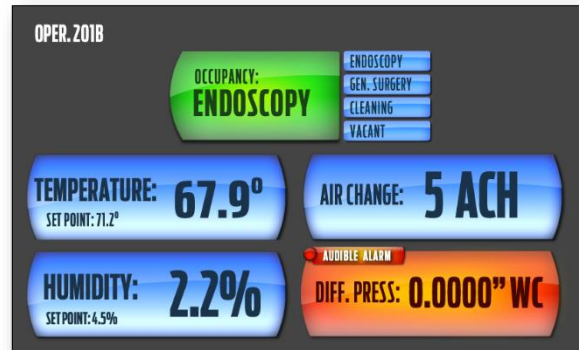 OPER. 201B
OCCUPANCY:
ENDOSCOPY
ENDOSCOPY
GEN. SURGERY
CLEANING
VACANT
TEMPERATURE: 67.9°
SET POINT: 71.2°
AIR CHANGE: 5 ACH
HUMIDITY: 2.2%
SET POINT: 4.5%
AUDIBLE ALARM
DIFF. PRESS: 0.0000” WC